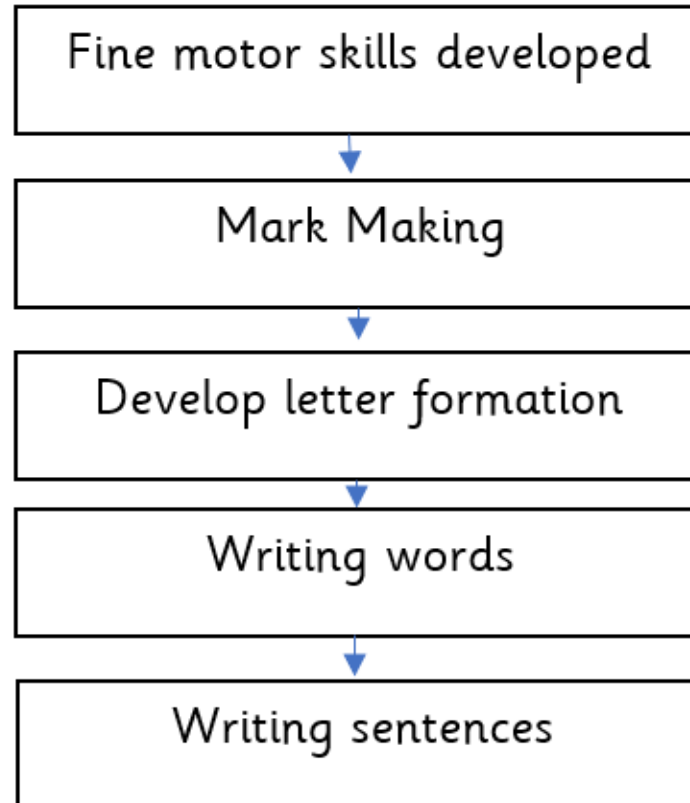 Fine motor skills developed
Mark Making
Develop letter formation
Writing words
Writing sentences